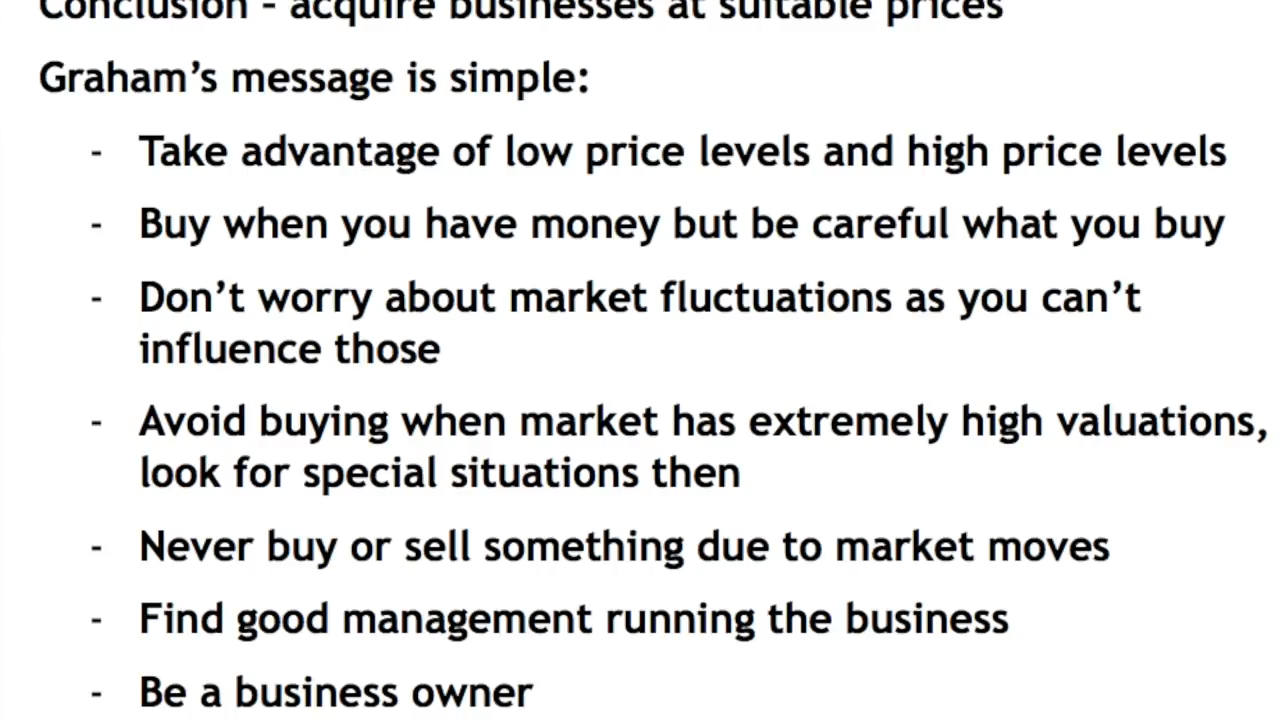 Conclusion – acquire businesses at suitable prices
Graham’s message is simple:
- Take advantage of low price levels and high price levels
- Buy when you have money but be careful what you buy
- Don’t worry about market fluctuations as you can’t
influence those
- Avoid buying when market has extremely high valuations,
look for special situations then
- Never buy or sell something due to market moves
- Find good management running the business
- Be a business owner